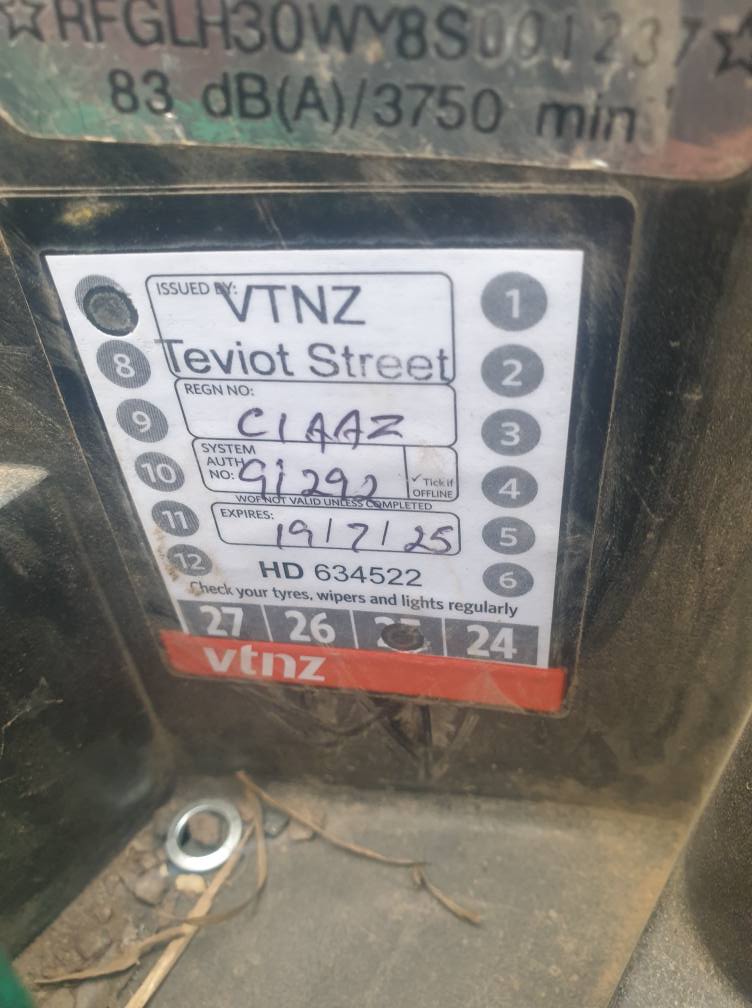 ☆RFGLH30WY8S001237☆
83 dB(A)/3750 min
ISSUED BY:
VTNZ
Teviot Street
REGN NO:
C1AAZ
SYSTEM
AUTH
NO:
91292
✓ Tick if
OFFLINE
WOF NOT VALID UNLESS COMPLETED
EXPIRES:
19/7/25
HD 634522
Check your tyres, wipers and lights regularly
8
9
10
11
12
1
2
3
4
5
6
27 26 24
vtnz